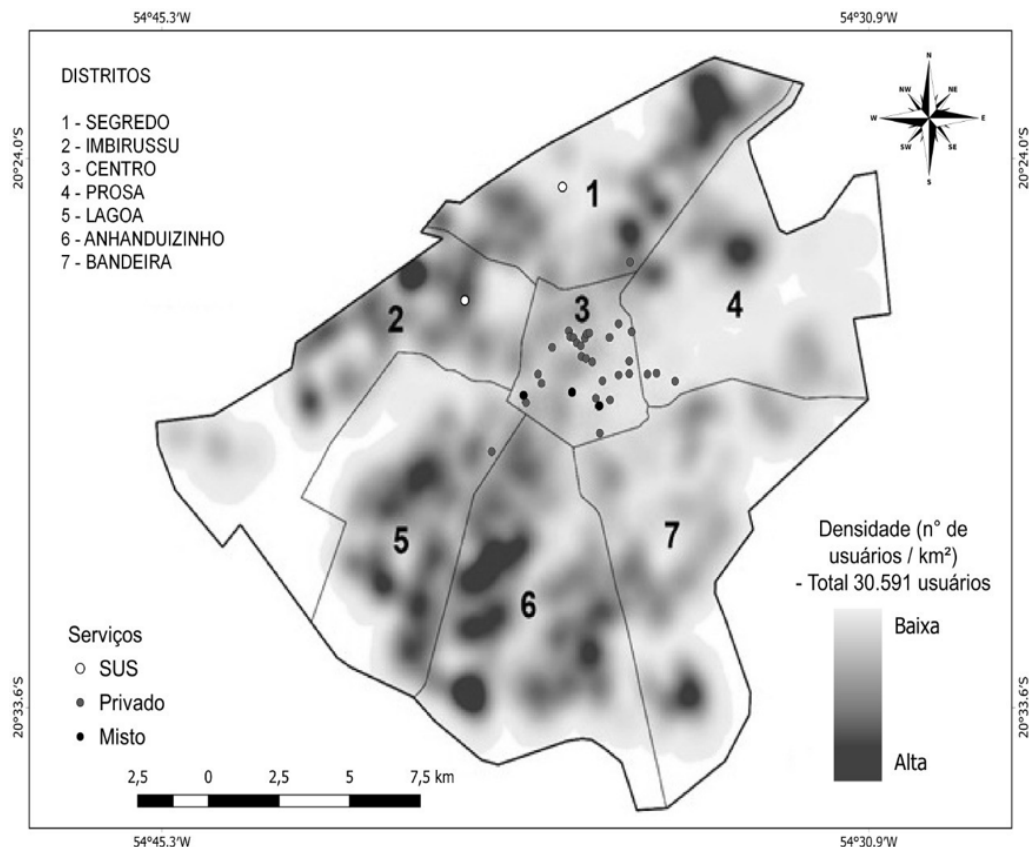 54°45.3'W
54°30.9'W
DISTRITOS
1 - SEGREDO
2 - IMBIRUSSU
3 - CENTRO
4 - PROSA
5 - LAGOA
6 - ANHANDUIZINHO
7 - BANDEIRA
N
NW
NE
W
E
SW
SE
S
20°24.0'S
20°24.0'S
1
2
3
4
5
6
7
Densidade (n° de
usuários / km²)
- Total 30.591 usuários
Baixa
Alta
Serviços
SUS
Privado
Misto
20°33.6'S
20°33.6'S
2,5 0 2,5 5 7,5 km
54°45.3'W
54°30.9'W